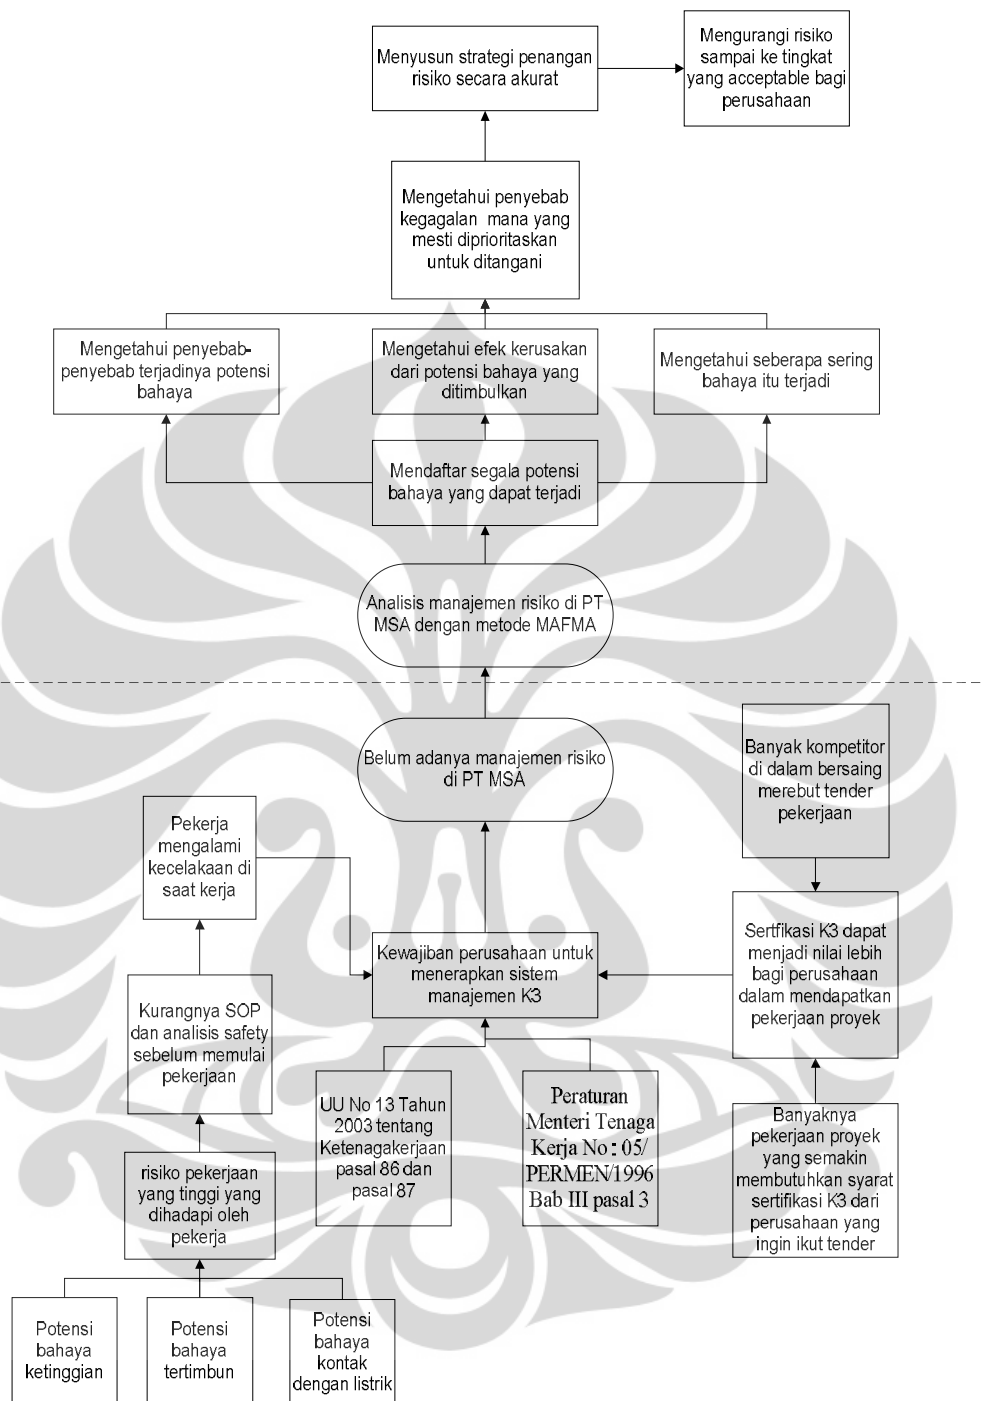 Menyusun strategi penangan
risiko secara akurat
Mengurangi risiko
sampai ke tingkat
yang acceptable bagi
perusahaan
Mengetahui penyebab
kegagalan mana yang
mesti diprioritaskan
untuk ditangani
Mengetahui penyebab-
penyebab terjadinya potensi
bahaya
Mengetahui efek kerusakan
dari potensi bahaya yang
ditimbulkan
Mengetahui seberapa sering
bahaya itu terjadi
Mendaftar segala potensi
bahaya yang dapat terjadi
Analisis manajemen risiko di PT
MSA dengan metode MAFMA
Belum adanya manajemen risiko
di PT MSA
Banyak kompetitor
di dalam bersaing
merebut tender
pekerjaan
Pekerja
mengalami
kecelakaan di
saat kerja
Kewajiban perusahaan untuk
menerapkan sistem
manajemen K3
Sertfikasi K3 dapat
menjadi nilai lebih
bagi perusahaan
dalam mendapatkan
pekerjaan proyek
Kurangnya SOP
dan analisis safety
sebelum memulai
pekerjaan
UU No 13 Tahun
2003 tentang
Ketenagakerjaan
pasal 86 dan
pasal 87
Peraturan
Menteri Tenaga
Kerja No : 05/
PERMEN/1996
Bab III pasal 3
Banyaknya
pekerjaan proyek
yang semakin
membutuhkan syarat
sertifikasi K3 dari
perusahaan yang
ingin ikut tender
risiko pekerjaan
yang tinggi yang
dihadapi oleh
pekerja
Potensi
bahaya
ketinggian
Potensi
bahaya
tertimbun
Potensi
bahaya
kontak
dengan listrik